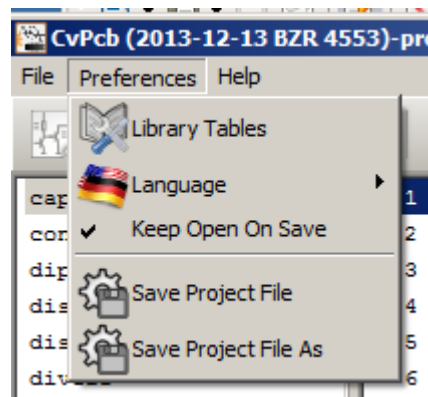 CvPcb (2013-12-13 BZR 4553)-pr
File Preferences Help
Library Tables
Language
Keep Open On Save
Save Project File
Save Project File As
cap
con
dip
dis
dis
1
2
3
4
5
6